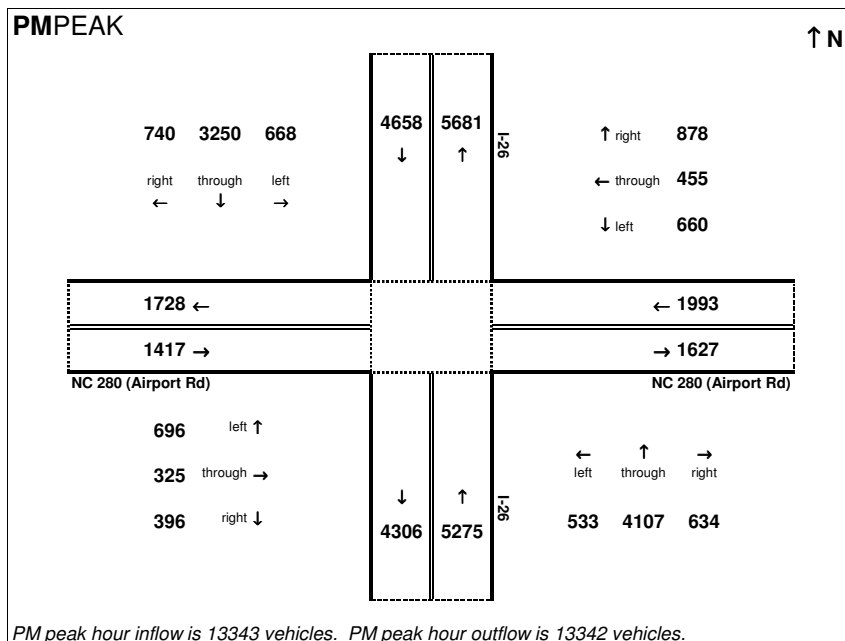 PMPEAK
↑ N
740 3250 668
right through left
← ↓ →
4658 5681
↓ ↑
I-26
↑ right 878
← through 455
↓ left 660
1728 ←
← 1993
1417 →
→ 1627
NC 280 (Airport Rd)
NC 280 (Airport Rd)
696 left ↑
325 through →
396 right ↓
↓ ↑
4306 5275
I-26
← ↑ →
left through right
533 4107 634
PM peak hour inflow is 13343 vehicles. PM peak hour outflow is 13342 vehicles.